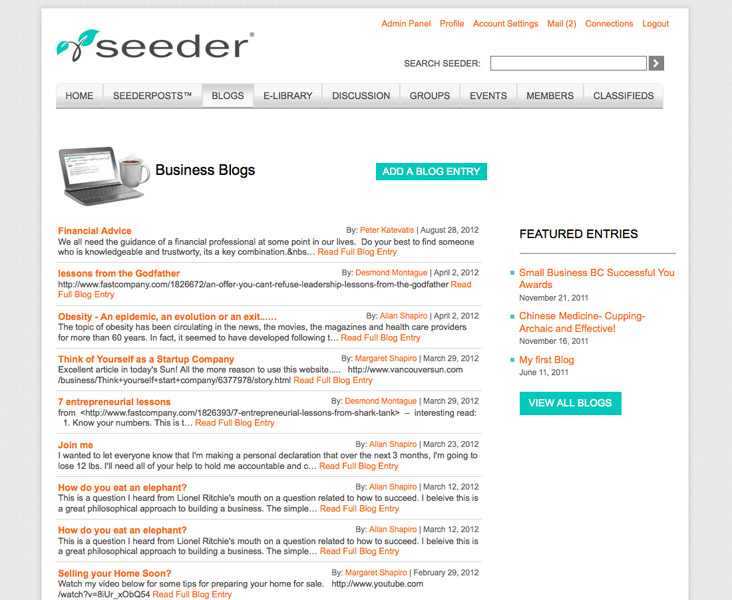 Admin Panel Profile Account Settings Mail (2) Connections Logout
seeder®
SEARCH SEEDER:
HOME SEEDERPOSTS™ BLOGS E-LIBRARY DISCUSSION GROUPS EVENTS MEMBERS CLASSIFIEDS
Business Blogs
ADD A BLOG ENTRY
Financial Advice By: Peter Katevatis | August 28, 2012
We all need the guidance of a financial professional at some point in our lives. Do your best to find someone
who is knowledgeable and trustworty, its a key combination.&nbs… Read Full Blog Entry
lessons from the Godfather By: Desmond Montague | April 2, 2012
http://www.fastcompany.com/1826672/an-offer-you-cant-refuse-leadership-lessons-from-the-godfather Read
Full Blog Entry
Obesity - An epidemic, an evolution or an exit…… By: Allan Shapiro | April 2, 2012
The topic of obesity has been circulating in the news, the movies, the magazines and health care providers
for more than 60 years. In fact, it seemed to have developed following t… Read Full Blog Entry
Think of Yourself as a Startup Company By: Margaret Shapiro | March 29, 2012
Excellent article in today's Sun! All the more reason to use this website..... http://www.vancouversun.com
/business/Think+yourself+start+company/6377978/story.html Read Full Blog Entry
7 entrepreneurial lessons By: Desmond Montague | March 29, 2012
from <http://www.fastcompany.com/1826393/7-entrepreneurial-lessons-from-shark-tank> – interesting read:
1. Know your numbers. This is t… Read Full Blog Entry
Join me By: Allan Shapiro | March 23, 2012
I wanted to let everyone know that I'm making a personal declaration that over the next 3 months, I'm going to
lose 12 lbs. I'll need all of your help to hold me accountable and c… Read Full Blog Entry
How do you eat an elephant? By: Allan Shapiro | March 12, 2012
This is a question I heard from Lionel Ritchie's mouth on a question related to how to succeed. I beleive this is
a great philosophical approach to building a business. The simple… Read Full Blog Entry
How do you eat an elephant? By: Allan Shapiro | March 12, 2012
This is a question I heard from Lionel Ritchie's mouth on a question related to how to succeed. I beleive this is
a great philosophical approach to building a business. The simple… Read Full Blog Entry
Selling your Home Soon? By: Margaret Shapiro | February 29, 2012
Watch my video below for some tips for preparing your home for sale. http://www.youtube.com
/watch?v=8iUr_xObQ54 Read Full Blog Entry
FEATURED ENTRIES
Small Business BC Successful You
Awards
November 21, 2011
Chinese Medicine- Cupping-
Archaic and Effective!
November 16, 2011
My first Blog
June 11, 2011
VIEW ALL BLOGS